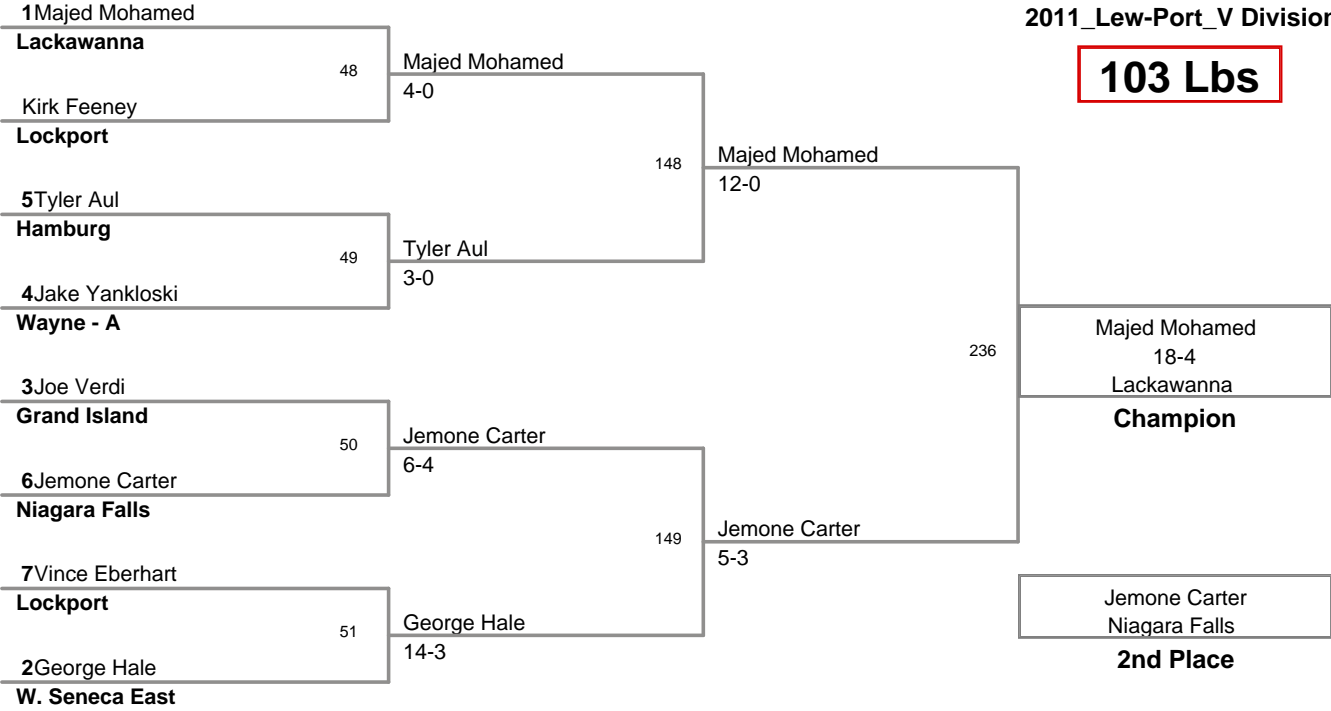 2011_Lew-Port_V Division
103 Lbs
1Majed Mohamed
Lackawanna
48
Kirk Feeney
Lockport
5Tyler Aul
Hamburg
49
4Jake Yankloski
Wayne - A
3Joe Verdi
Grand Island
50
6Jemone Carter
Niagara Falls
7Vince Eberhart
Lockport
51
2George Hale
W. Seneca East
Majed Mohamed
4-0
148
Tyler Aul
3-0
Jemone Carter
6-4
149
George Hale
14-3
Majed Mohamed
12-0
236
Jemone Carter
5-3
Majed Mohamed
18-4
Lackawanna
Champion
Jemone Carter
Niagara Falls
2nd Place